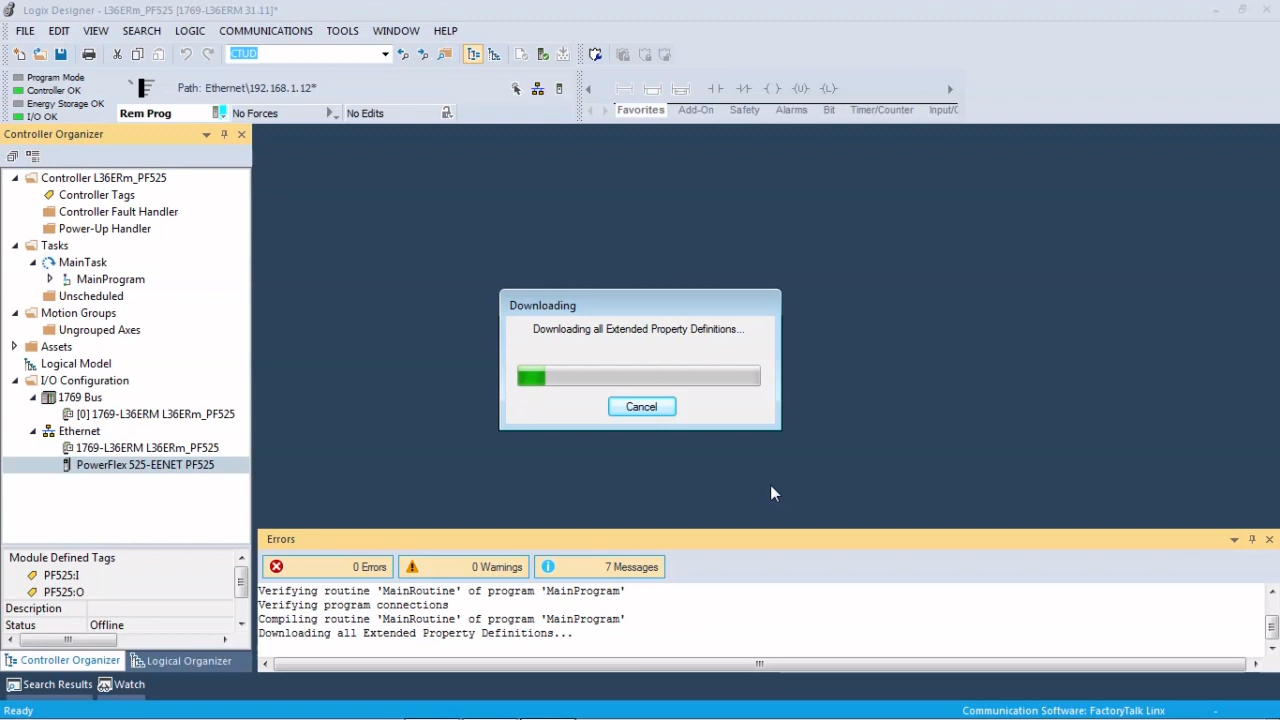 Logix Designer - L36ERm_PF525 [1769-L36ERM 31.11]*
FILE EDIT VIEW SEARCH LOGIC COMMUNICATIONS TOOLS WINDOW HELP
CTUD
Program Mode
Controller OK
Energy Storage OK
I/O OK
Path: Ethernet\192.168.1.12*
Rem Prog
No Forces
No Edits
Favorites Add-On Safety Alarms Bit Timer/Counter Input/C
Controller Organizer
Controller L36ERm_PF525
Controller Tags
Controller Fault Handler
Power-Up Handler
Tasks
MainTask
MainProgram
Unscheduled
Motion Groups
Ungrouped Axes
Assets
Logical Model
I/O Configuration
1769 Bus
[0] 1769-L36ERM L36ERm_PF525
Ethernet
1769-L36ERM L36ERm_PF525
PowerFlex 525-EENET PF525
Module Defined Tags
PF525:I
PF525:O
Description
Status Offline
Controller Organizer Logical Organizer
Downloading
Downloading all Extended Property Definitions...
Cancel
Errors
0 Errors 0 Warnings 7 Messages
Verifying routine 'MainRoutine' of program 'MainProgram'
Verifying program connections
Compiling routine 'MainRoutine' of program 'MainProgram'
Downloading all Extended Property Definitions...
Search Results Watch
Ready
Communication Software: FactoryTalk Linx